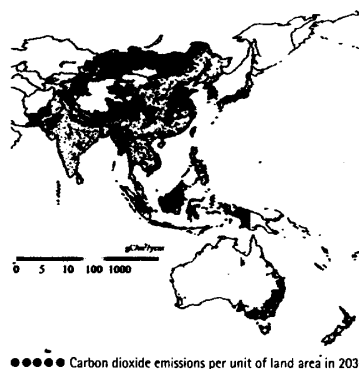 gC/m²/year
0 5 10 100 1000
●●●●● Carbon dioxide emissions per unit of land area in 203